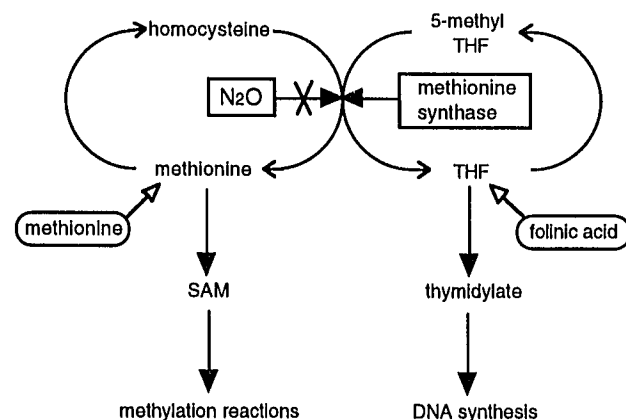 homocysteine
5-methyl
THF
N2O
methionine
synthase
methionine
THF
methionine
folinic acid
SAM
thymidylate
methylation reactions
DNA synthesis